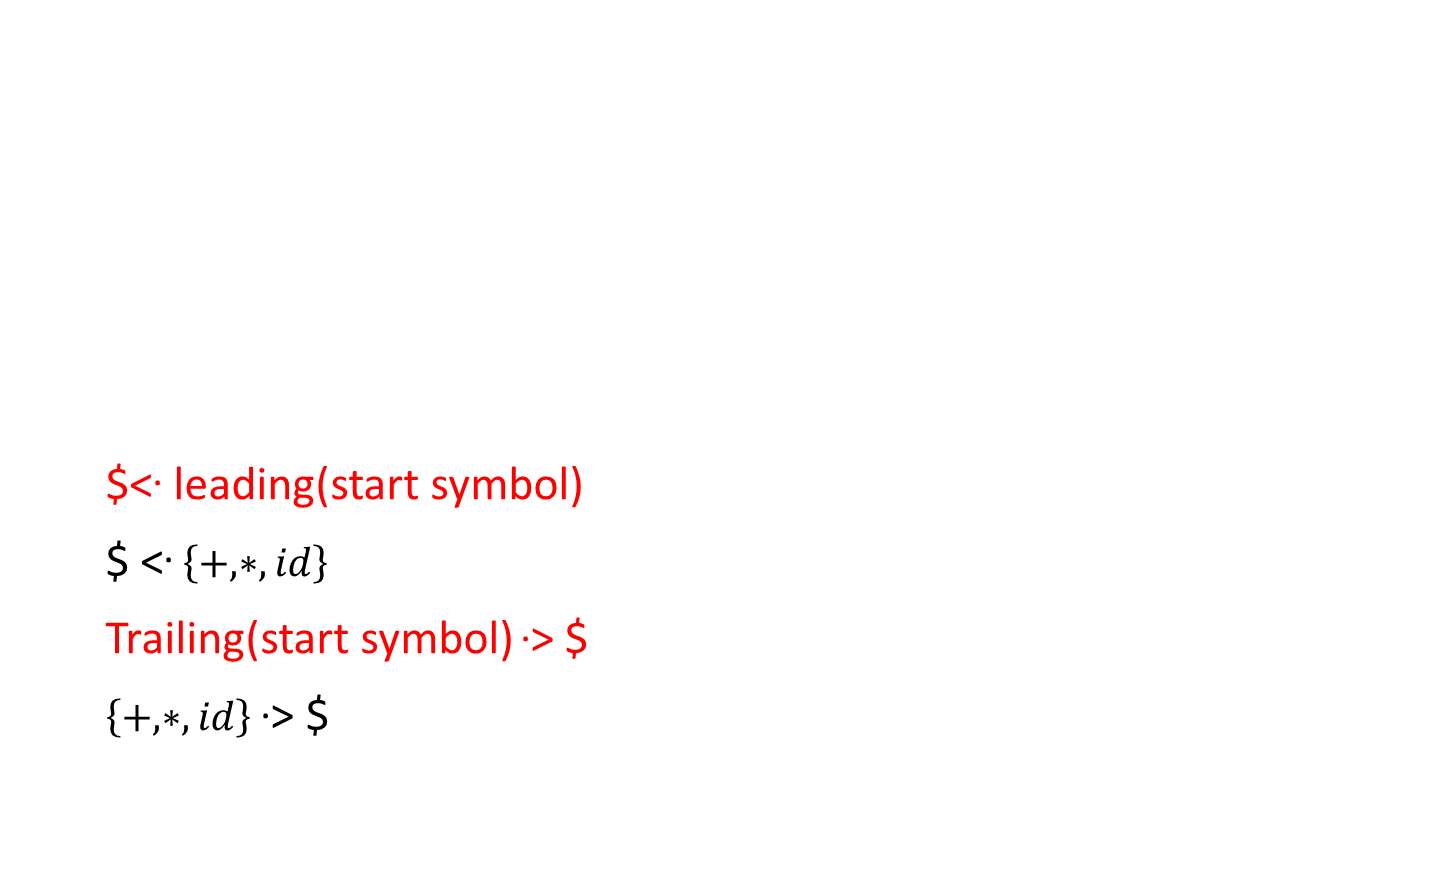 $<· leading(start symbol)
$ <· {+,∗, id}
Trailing(start symbol) ·> $
{+,∗, id} ·> $